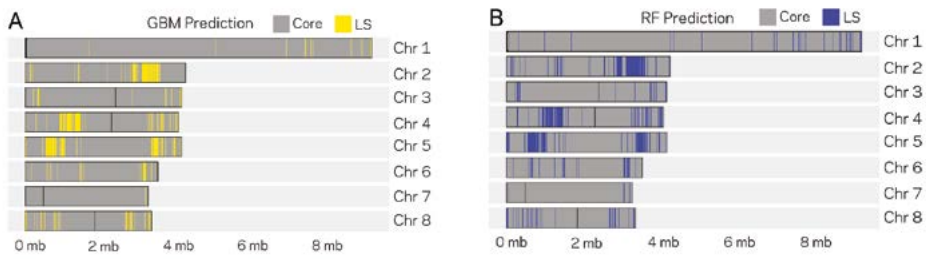 A
GBM Prediction Core LS
Chr 1
Chr 2
Chr 3
Chr 4
Chr 5
Chr 6
Chr 7
Chr 8
0 mb 2 mb 4 mb 6 mb 8 mb
B
RF Prediction Core LS
Chr 1
Chr 2
Chr 3
Chr 4
Chr 5
Chr 6
Chr 7
Chr 8
0 mb 2 mb 4 mb 6 mb 8 mb